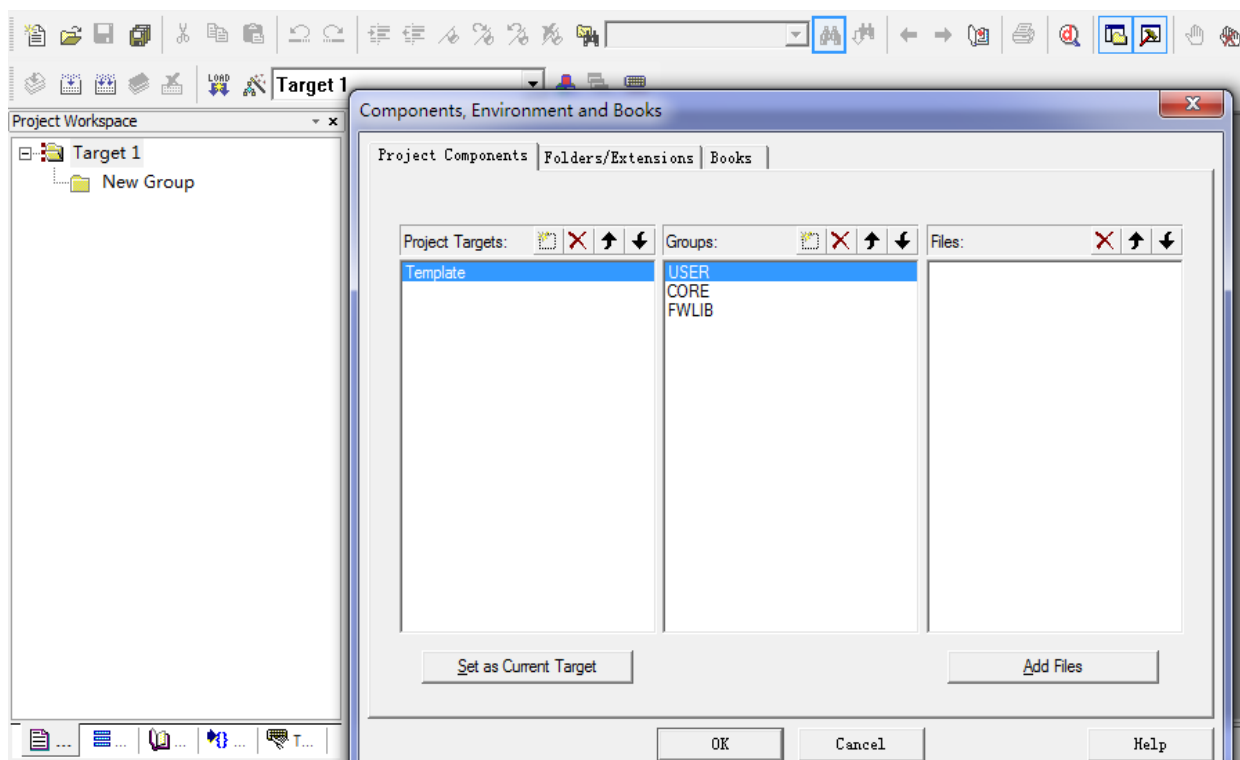 LOAD
Target 1
Project Workspace
Target 1
New Group
Components, Environment and Books
Project Components
Folders/Extensions
Books
Project Targets:
Groups:
Files:
Template
USER
CORE
FWLIB
Set as Current Target
Add Files
... ... ... ... T...
OK
Cancel
Help